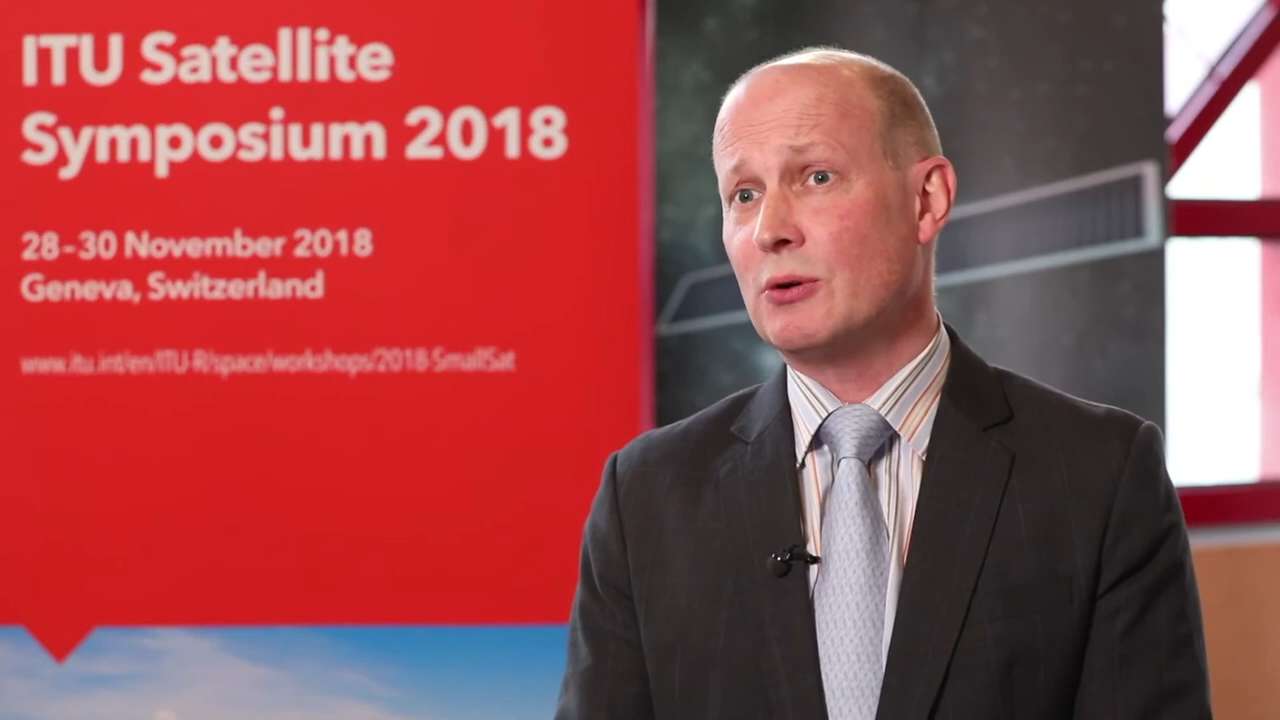 ITU Satellite
Symposium 2018
28-30 November 2018
Geneva, Switzerland
www.itu.int/en/ITU-R/space/workshops/2018-SmallSat